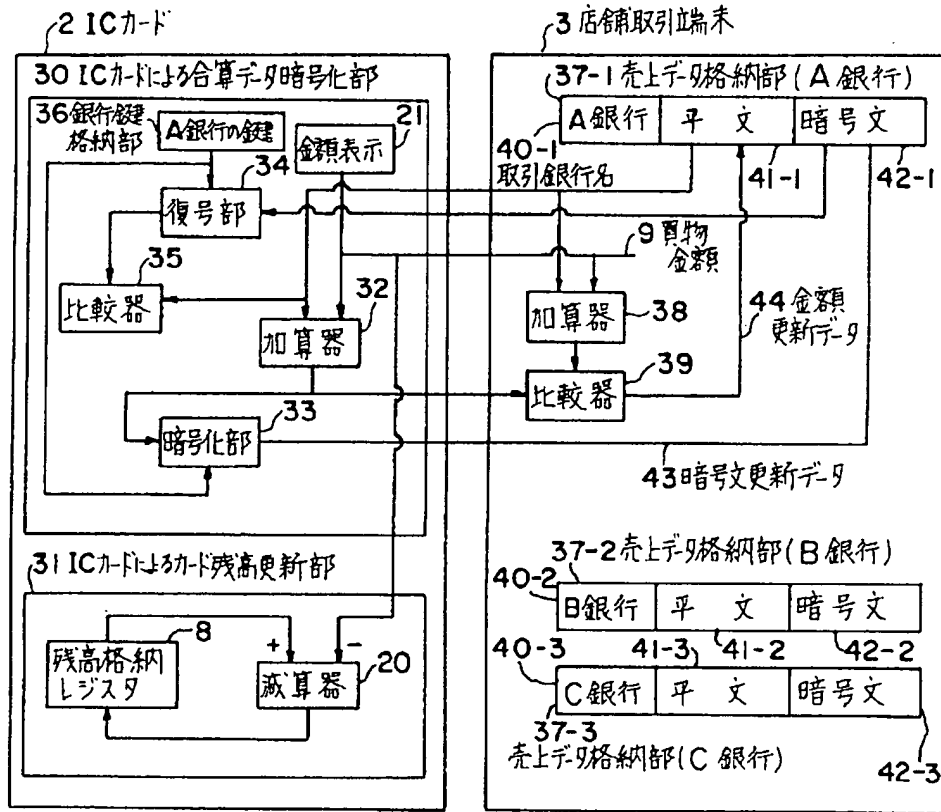 2 ICカード
30 ICカードによる合算データ暗号化部
36 銀行鍵
格納部
A銀行の鍵
21
金額表示
34
復号部
35
比較器
32
加算器
33
暗号化部
31 ICカードによるカード残高更新部
8
残高格納
レジスタ
+
-
20
減算器
3 店舗取引端末
37-1 売上データ格納部(A銀行)
A銀行
平文
暗号文
40-1
取引銀行名
41-1
42-1
9 買物
金額
加算器
38
44 金額
更新データ
39
比較器
43 暗号文更新データ
37-2 売上データ格納部(B銀行)
40-2
B銀行
平文
暗号文
40-3
41-3
41-2
42-2
C銀行
平文
暗号文
37-3
売上データ格納部(C銀行)
42-3